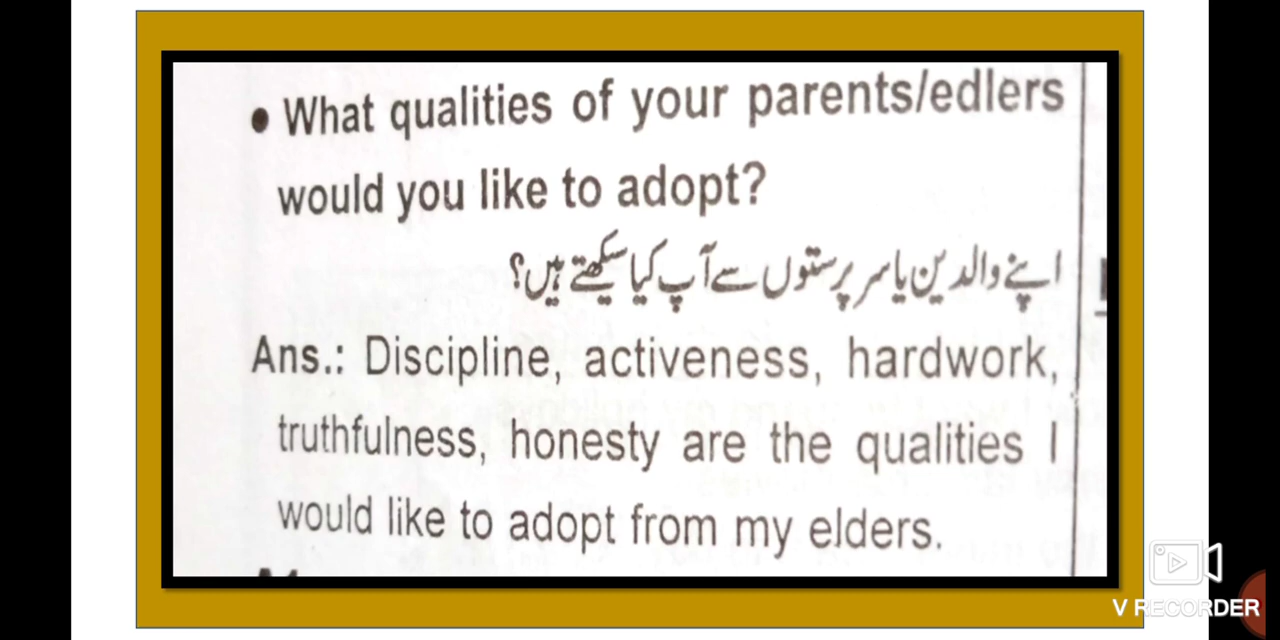 • What qualities of your parents/edlers
would you like to adopt?
اپنے والدین یا سرپرستوں سے آپ کیا سیکھتے ہیں؟
Ans.: Discipline, activeness, hardwork,
truthfulness, honesty are the qualities I
would like to adopt from my elders.
V RECORDER